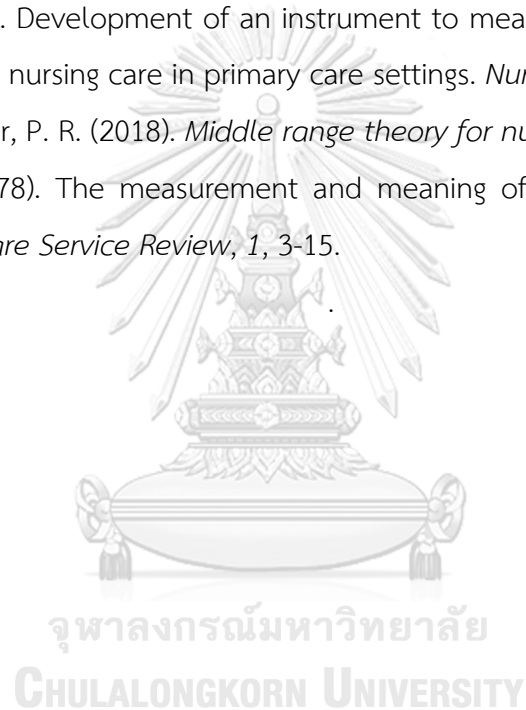 . Development of an instrument to mea
nursing care in primary care settings. Nur
r, P. R. (2018). Middle range theory for nu
78). The measurement and meaning of
re Service Review, 1, 3-15.
.
จุฬาลงกรณ์มหาวิทยาลัย
CHULALONGKORN UNIVERSITY